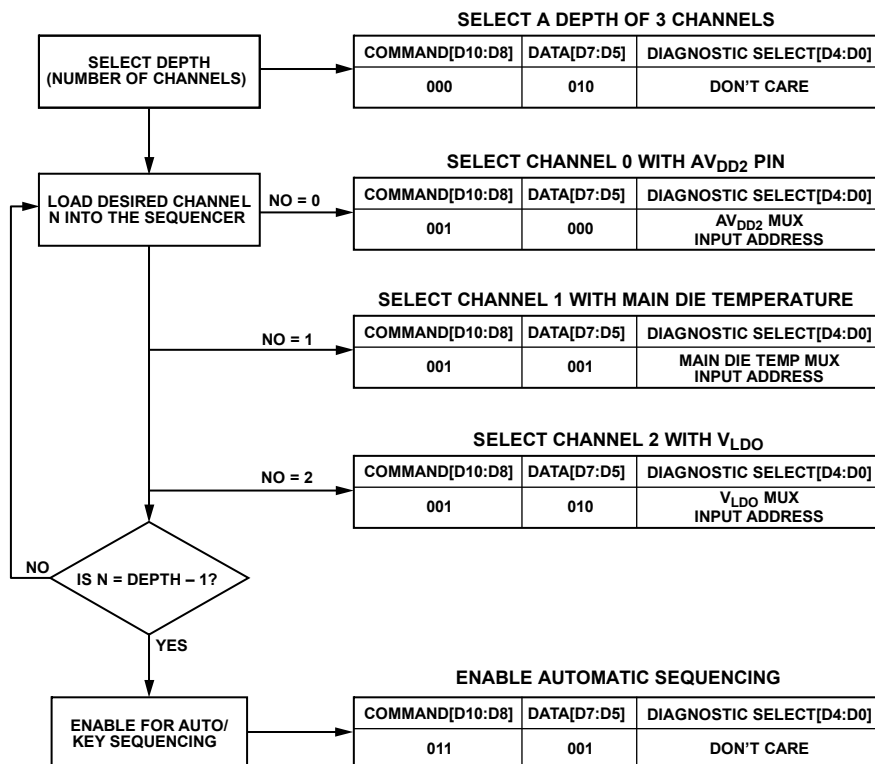 SELECT A DEPTH OF 3 CHANNELS
SELECT DEPTH
(NUMBER OF CHANNELS)
COMMAND[D10:D8] DATA[D7:D5] DIAGNOSTIC SELECT[D4:D0]
000 010 DON'T CARE
SELECT CHANNEL 0 WITH AVDD2 PIN
LOAD DESIRED CHANNEL
N INTO THE SEQUENCER
NO = 0
COMMAND[D10:D8] DATA[D7:D5] DIAGNOSTIC SELECT[D4:D0]
001 000 AVDD2 MUX
INPUT ADDRESS
SELECT CHANNEL 1 WITH MAIN DIE TEMPERATURE
NO = 1
COMMAND[D10:D8] DATA[D7:D5] DIAGNOSTIC SELECT[D4:D0]
001 001 MAIN DIE TEMP MUX
INPUT ADDRESS
SELECT CHANNEL 2 WITH VLDO
NO = 2
COMMAND[D10:D8] DATA[D7:D5] DIAGNOSTIC SELECT[D4:D0]
001 010 VLDO MUX
INPUT ADDRESS
NO
IS N = DEPTH – 1?
YES
ENABLE AUTOMATIC SEQUENCING
ENABLE FOR AUTO/
KEY SEQUENCING
COMMAND[D10:D8] DATA[D7:D5] DIAGNOSTIC SELECT[D4:D0]
011 001 DON'T CARE